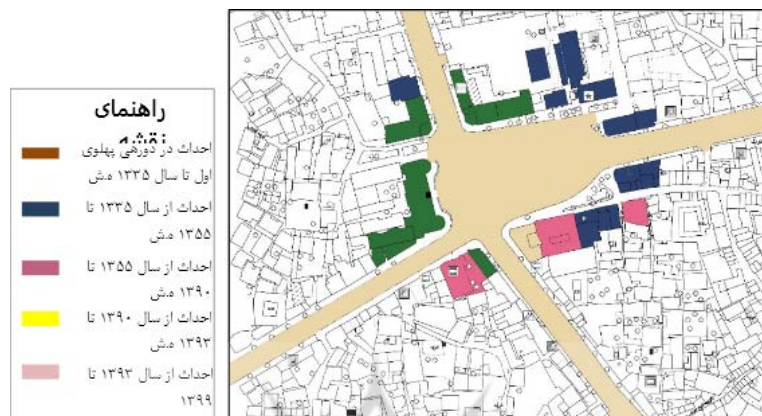 راهنمای
نقشه
احداث در دوره‌ی پهلوی
اول تا سال ۱۳۳۵ ه.ش
احداث از سال ۱۳۳۵ تا
۱۳۵۵ ه.ش
احداث از سال ۱۳۵۵ تا
۱۳۹۰ ه.ش
احداث از سال ۱۳۹۰ تا
۱۳۹۳ ه.ش
احداث از سال ۱۳۹۳ تا
۱۳۹۹